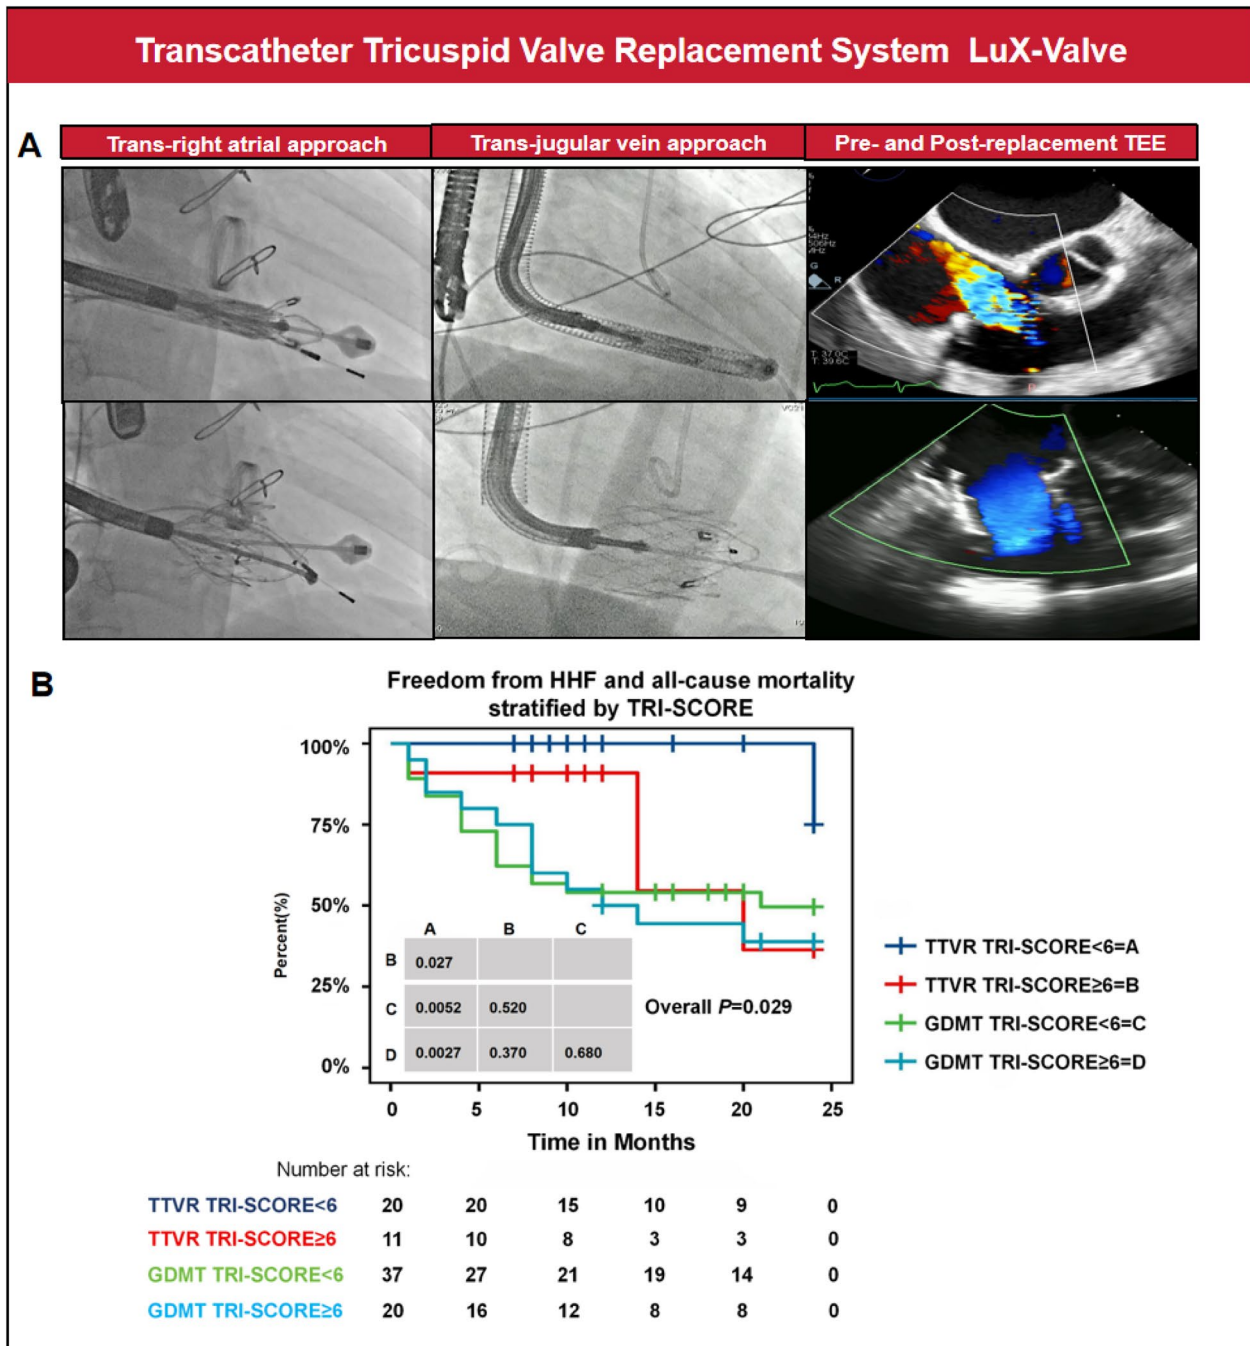 Transcatheter Tricuspid Valve Replacement System LuX-Valve
A
Trans-right atrial approach
Trans-jugular vein approach
Pre- and Post-replacement TEE
G
R
T: 37.0C
T: 39.6C
B
Freedom from HHF and all-cause mortality
stratified by TRI-SCORE
100%
75%
50%
25%
0%
Percent(%)
A B C
B 0.027
C 0.0052 0.520
D 0.0027 0.370 0.680
Overall P=0.029
TTVR TRI-SCORE<6=A
TTVR TRI-SCORE≥6=B
GDMT TRI-SCORE<6=C
GDMT TRI-SCORE≥6=D
0 5 10 15 20 25
Time in Months
Number at risk:
TTVR TRI-SCORE<6 20 20 15 10 9 0
TTVR TRI-SCORE≥6 11 10 8 3 3 0
GDMT TRI-SCORE<6 37 27 21 19 14 0
GDMT TRI-SCORE≥6 20 16 12 8 8 0